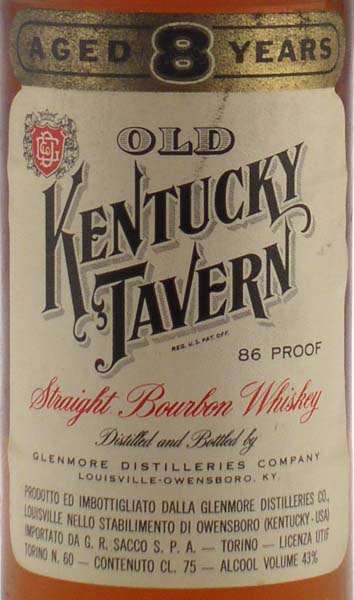 AGED 8 YEARS
OLD
KENTUCKY
TAVERN
REG. U.S. PAT. OFF.
86 PROOF
Straight Bourbon Whiskey
Distilled and Bottled by
GLENMORE DISTILLERIES COMPANY
LOUISVILLE-OWENSBORO, KY.
PRODOTTO ED IMBOTTIGLIATO DALLA GLENMORE DISTILLERIES CO.,
LOUISVILLE NELLO STABILIMENTO DI OWENSBORO (KENTUCKY-USA)
IMPORTATO DA G. R. SACCO S. P. A. — TORINO — LICENZA UTIF
TORINO N. 60 — CONTENUTO CL. 75 — ALCOOL VOLUME 43%